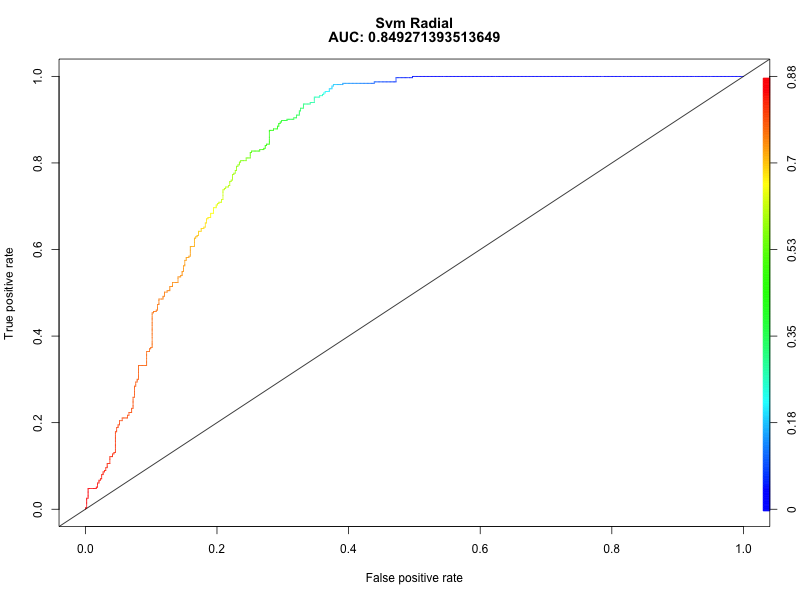 Svm Radial
AUC: 0.849271393513649
True positive rate
1.0
0.8
0.6
0.4
0.2
0.0
0.0 0.2 0.4 0.6 0.8 1.0
False positive rate
0.88
0.7
0.53
0.35
0.18
0